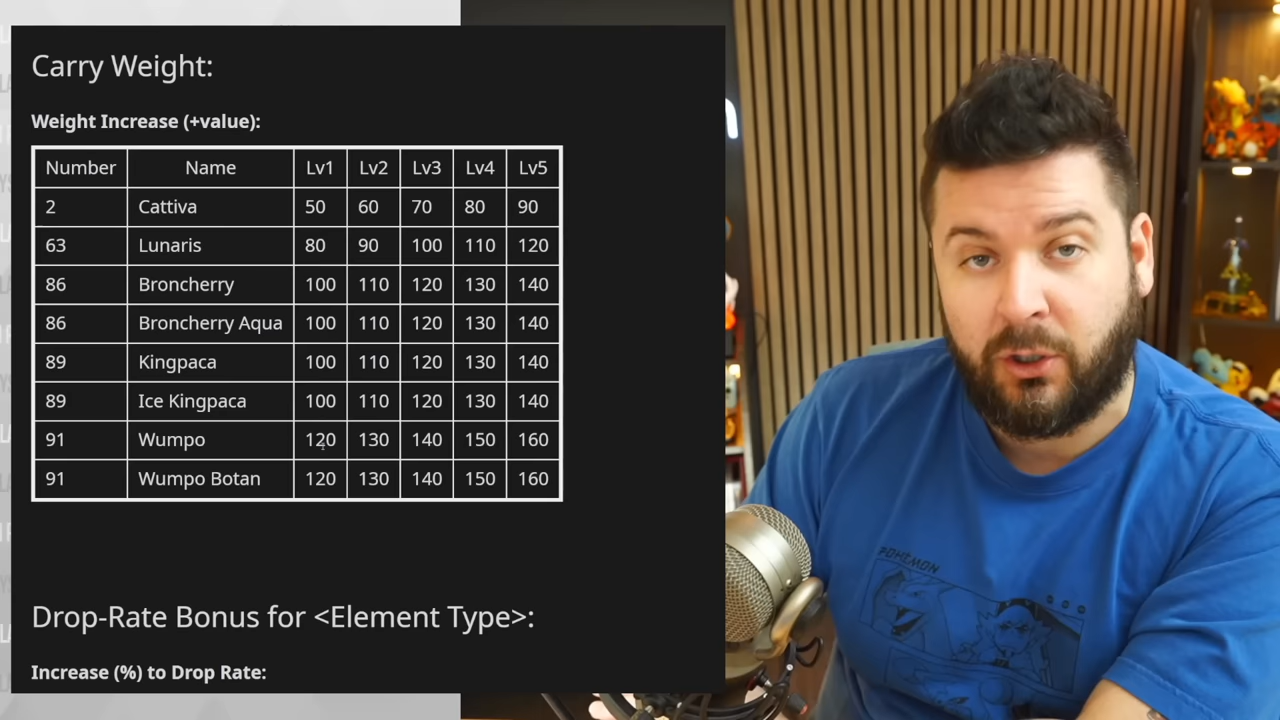 Carry Weight:
Weight Increase (+value):
Number Name Lv1 Lv2 Lv3 Lv4 Lv5
2 Cattiva 50 60 70 80 90
63 Lunaris 80 90 100 110 120
86 Broncherry 100 110 120 130 140
86 Broncherry Aqua 100 110 120 130 140
89 Kingpaca 100 110 120 130 140
89 Ice Kingpaca 100 110 120 130 140
91 Wumpo 120 130 140 150 160
91 Wumpo Botan 120 130 140 150 160
Drop-Rate Bonus for <Element Type>:
Increase (%) to Drop Rate:
POKÉMON